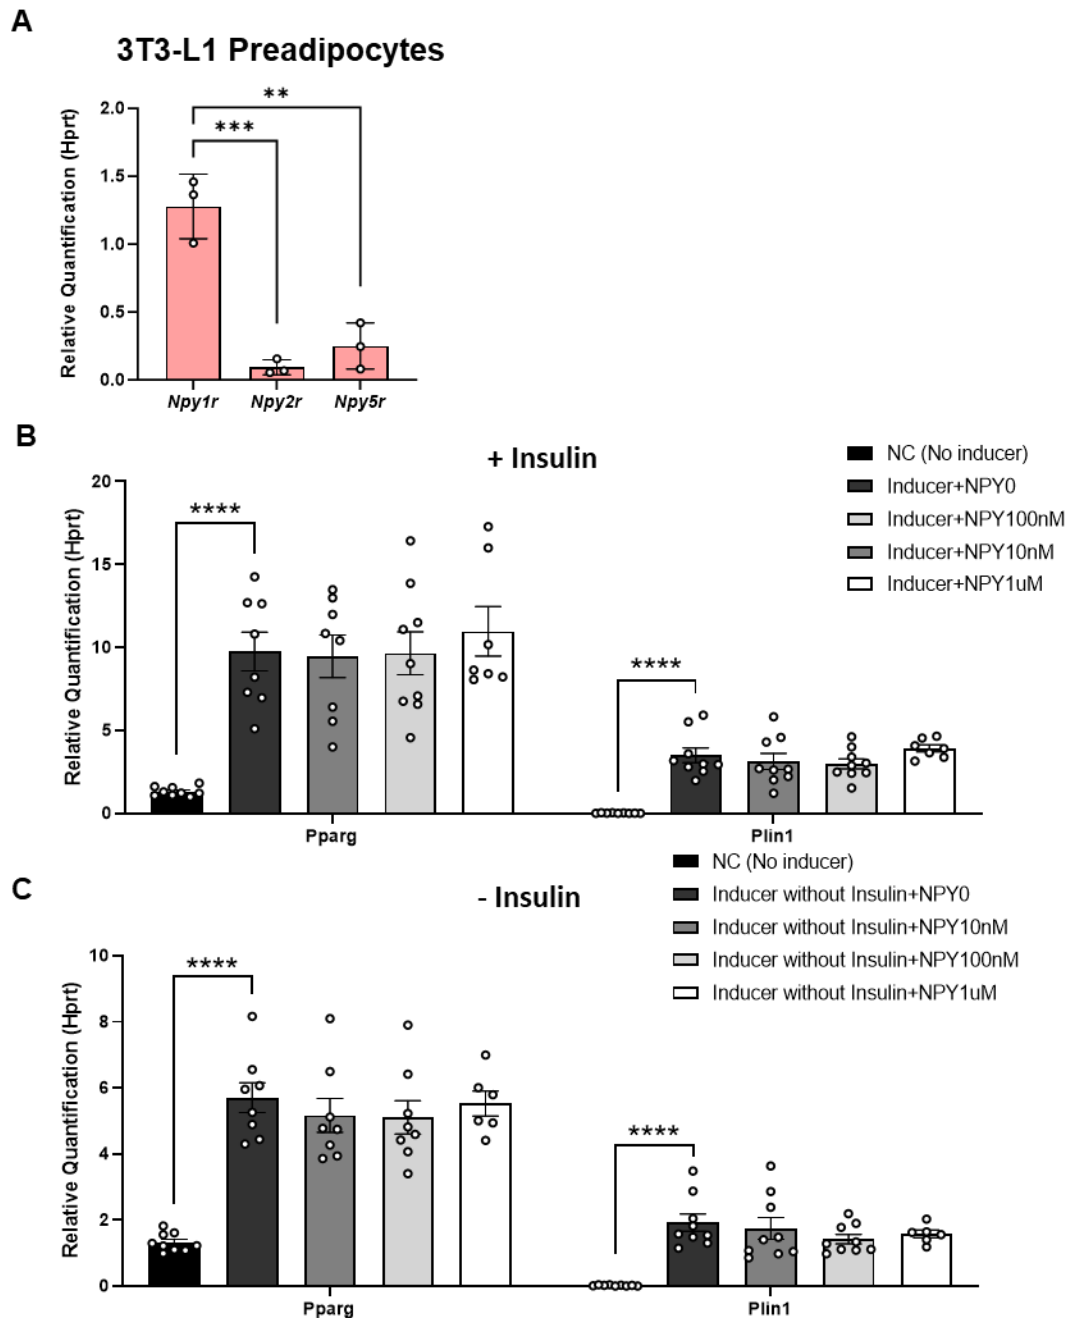 A
3T3-L1 Preadipocytes
Relative Quantification (Hprt)
2.0
1.5
1.0
0.5
0.0
**
***
Npy1r Npy2r Npy5r
B
+ Insulin
NC (No inducer)
Inducer+NPY0
Inducer+NPY100nM
Inducer+NPY10nM
Inducer+NPY1uM
Relative Quantification (Hprt)
20
15
10
5
0
****
****
Pparg Plin1
C
- Insulin
NC (No inducer)
Inducer without Insulin+NPY0
Inducer without Insulin+NPY10nM
Inducer without Insulin+NPY100nM
Inducer without Insulin+NPY1uM
Relative Quantification (Hprt)
10
8
6
4
2
0
****
****
Pparg Plin1